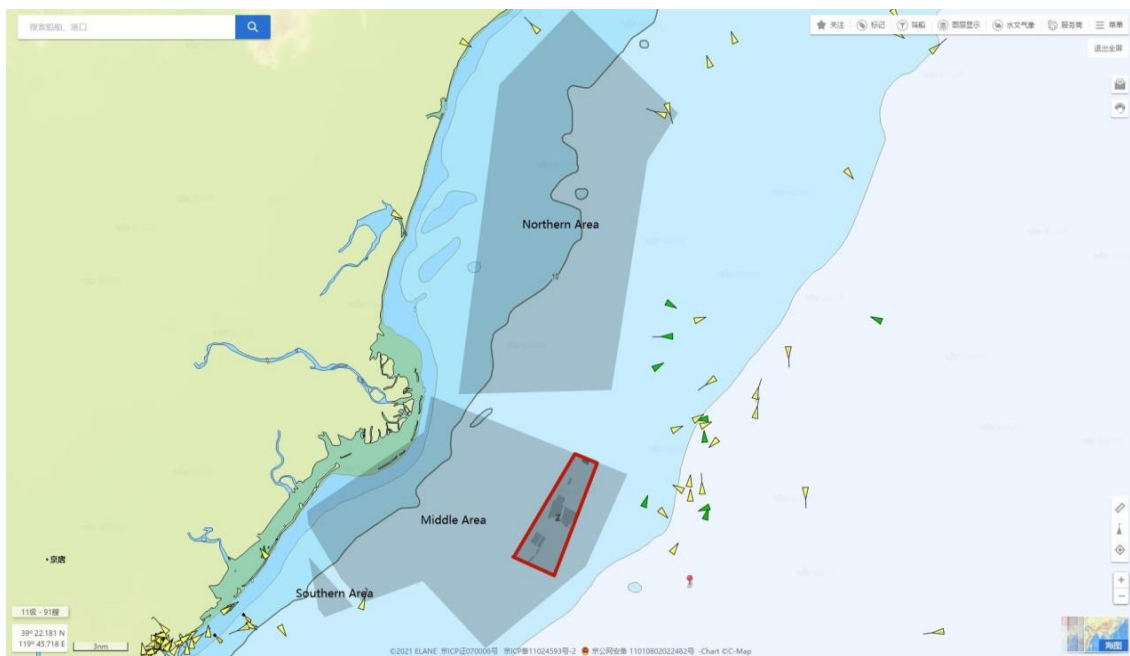 搜索船舶、港口
关注 标记 筛船 图层显示 水文气象 服务商 菜单
退出全屏
Northern Area
10
Middle Area
2
Southern Area
•京唐
11级 - 91艘
39° 22.181 N
119° 45.718 E
3nm
+
−
海图
©2021 ELANE 京ICP证070006号 京ICP备11024593号-2 京公网安备 11010802022482号 -Chart ©C-Map